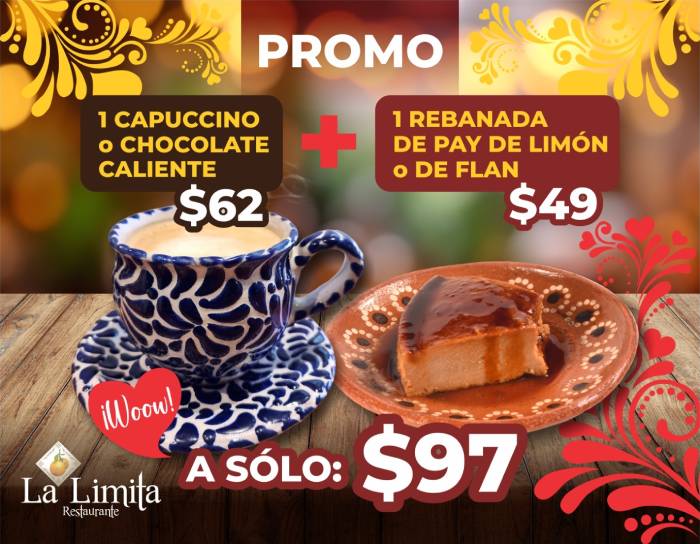 PROMO
1 CAPUCCINO
o CHOCOLATE
CALIENTE
$62
+
1 REBANADA
DE PAY DE LIMÓN
o DE FLAN
$49
¡Woow!
A SÓLO: $97
La Limita
Restaurante